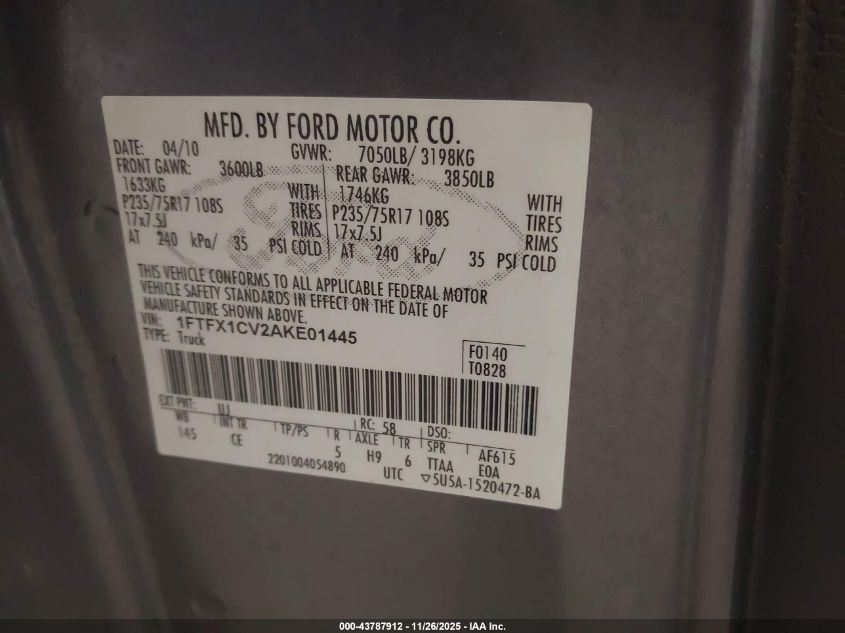 MFD. BY FORD MOTOR CO.
DATE: 04/10 GVWR: 7050LB/ 3198KG
FRONT GAWR: 3600LB REAR GAWR: 3850LB
1633KG WITH 1746KG WITH
P235/75R17 108S TIRES P235/75R17 108S TIRES
17x7.5J RIMS 17x7.5J RIMS
AT 240 kPa/ 35 PSI COLD AT 240 kPa/ 35 PSI COLD
Ford
THIS VEHICLE CONFORMS TO ALL APPLICABLE FEDERAL MOTOR
VEHICLE SAFETY STANDARDS IN EFFECT ON THE DATE OF
MANUFACTURE SHOWN ABOVE.
VIN: 1FTFX1CV2AKE01445
TYPE: Truck
F0140
T0828
EXT PNT: UJ RC: 58 DSO:
WB INT TR TP/PS R AXLE TR SPR AF615
145 CE 5 H9 6 TTAA E0A
2201004054890 UTC ▽5U5A-1520472-BA
000-43787912 - 11/26/2025 - IAA Inc.